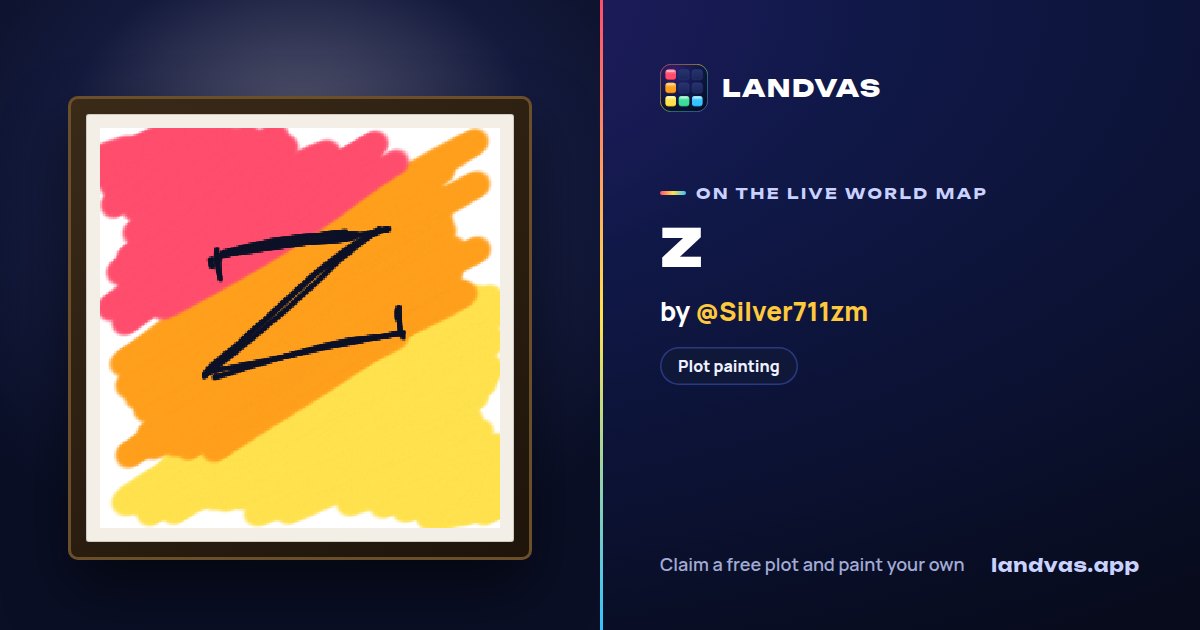 Z
LANDVAS
ON THE LIVE WORLD MAP
Z
by @Silver711zm
Plot painting
Claim a free plot and paint your own landvas.app